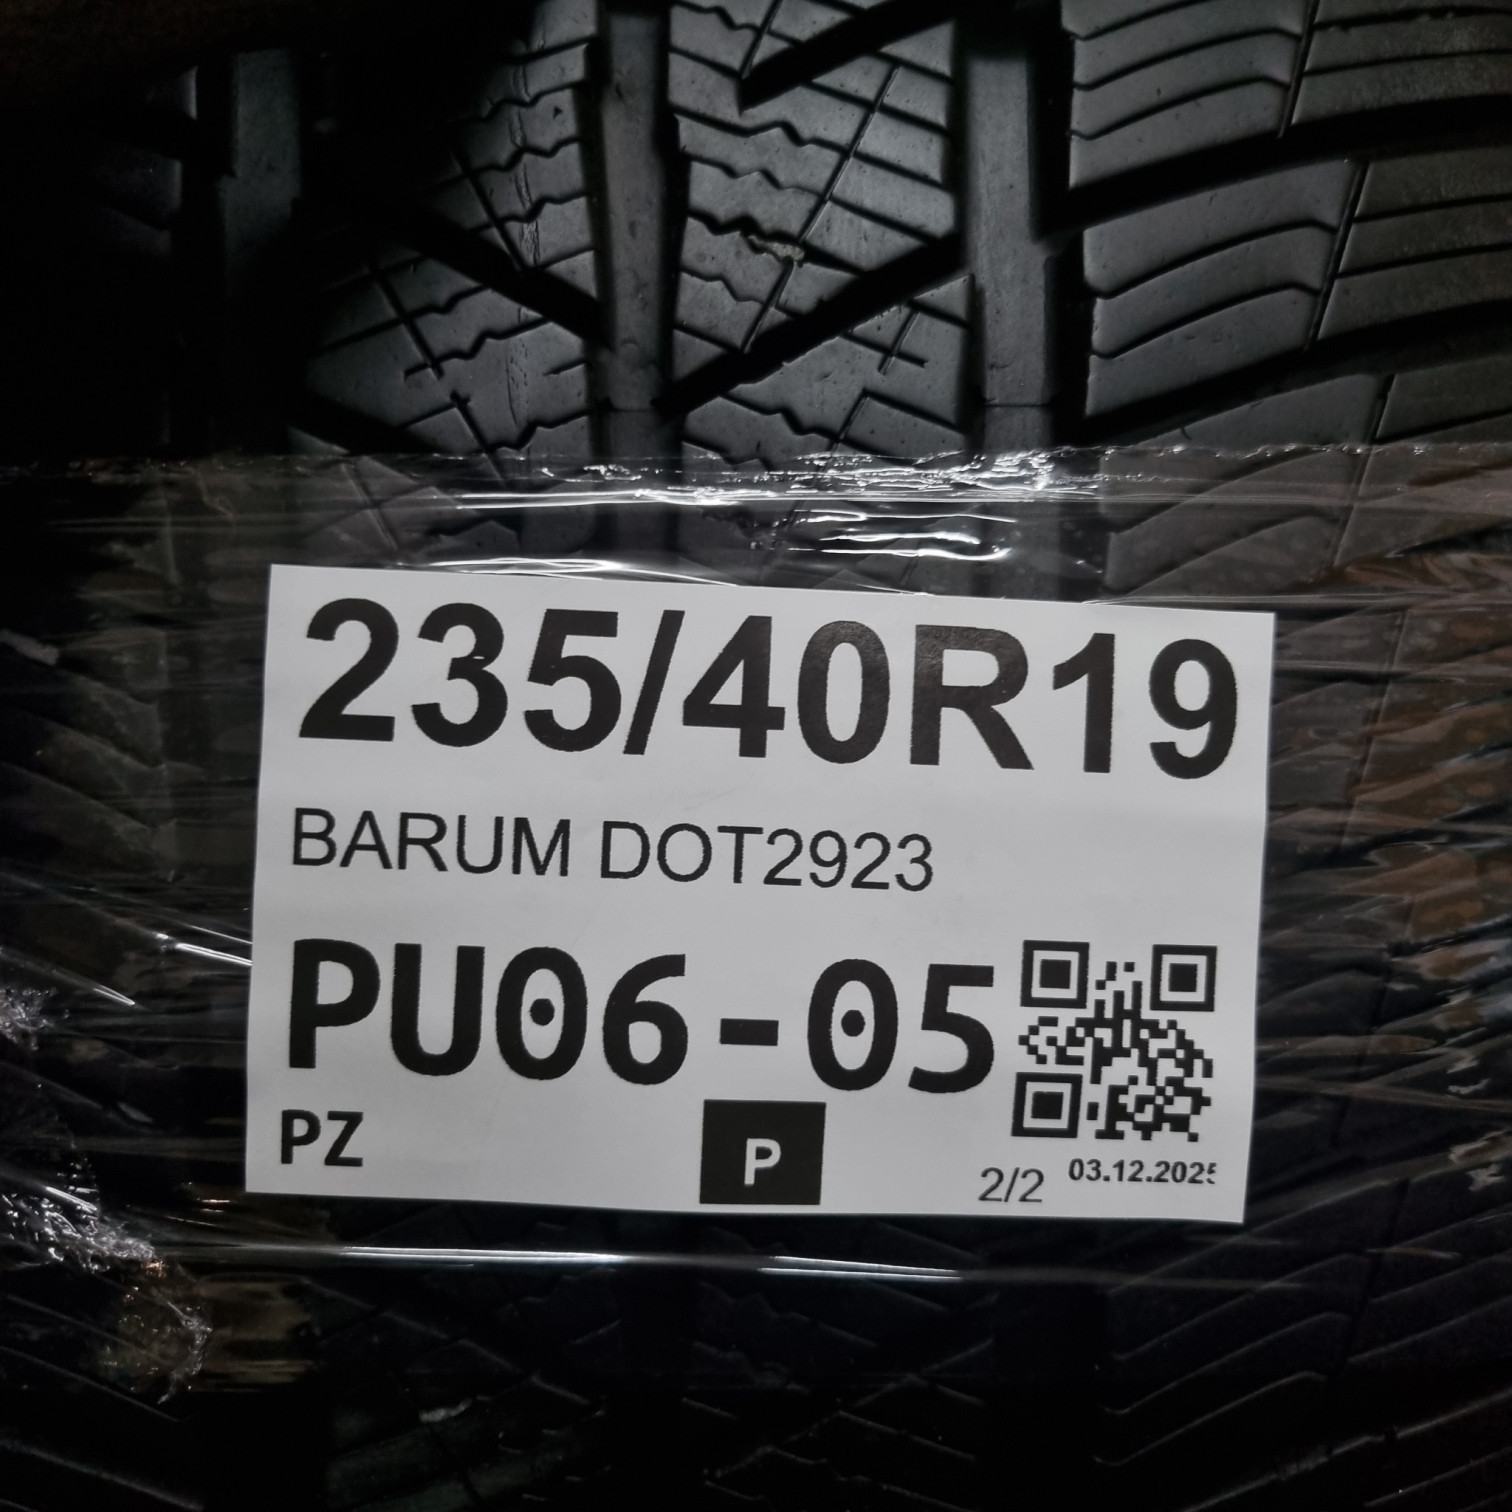 235/40R19
BARUM DOT2923
PU06-05
PZ
P
2/2
03.12.2025